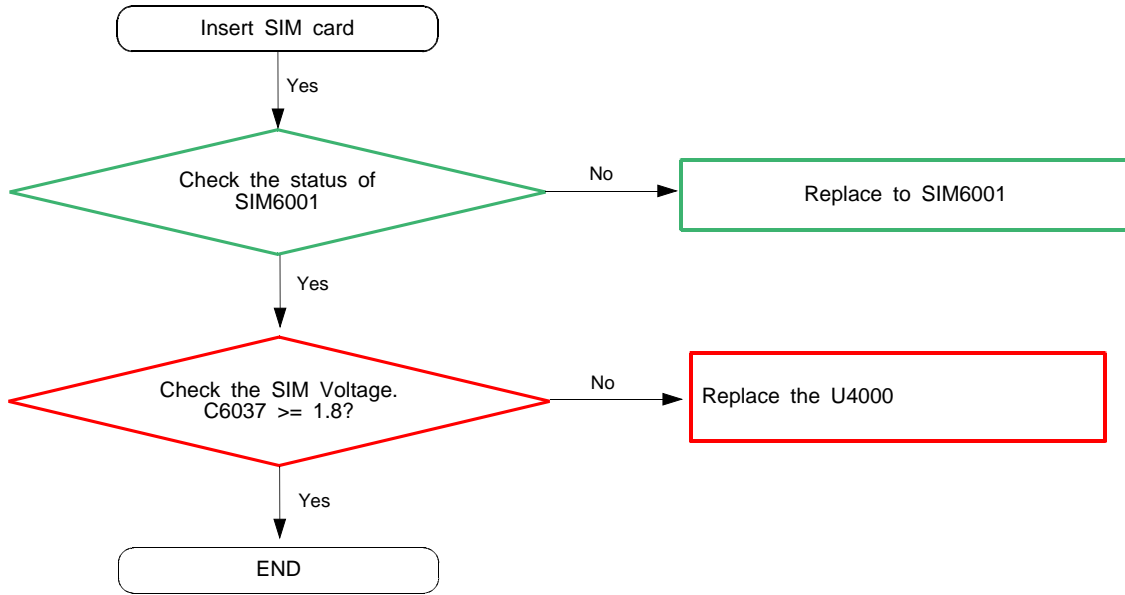 Insert SIM card
Yes
Check the status of
SIM6001
No
Replace to SIM6001
Yes
Check the SIM Voltage.
C6037 >= 1.8?
No
Replace the U4000
Yes
END